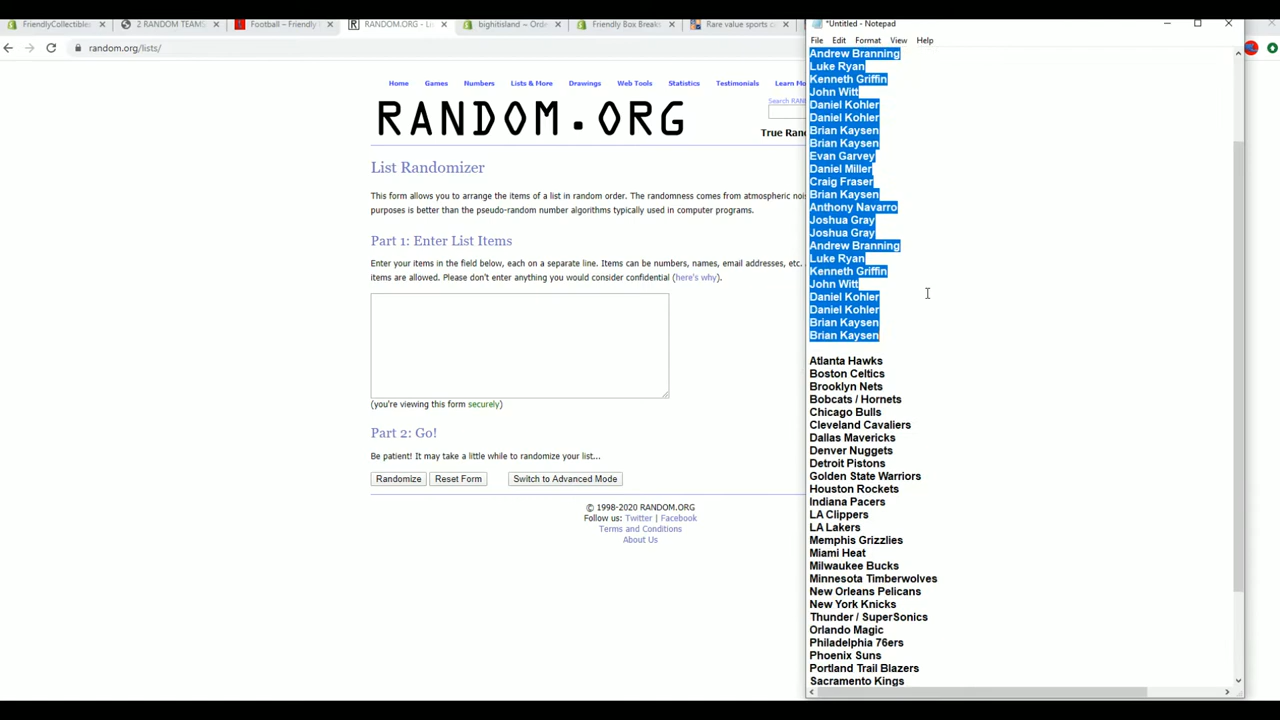 FriendlyCollectible
2 RANDOM TEAMS
Football – Friendly
RANDOM.ORG - Li
bighitisland ~ Orde
Friendly Box Breaks
Rare value sports c
*Untitled - Notepad
random.org/lists/
File Edit Format View Help
Home Games Numbers Lists & More Drawings Web Tools Statistics Testimonials Learn Mo
RANDOM.ORG
Search RAN
True Ran
List Randomizer
This form allows you to arrange the items of a list in random order. The randomness comes from atmospheric noi
purposes is better than the pseudo-random number algorithms typically used in computer programs.
Part 1: Enter List Items
Enter your items in the field below, each on a separate line. Items can be numbers, names, email addresses, etc.
items are allowed. Please don't enter anything you would consider confidential (here's why).
(you're viewing this form securely)
Part 2: Go!
Be patient! It may take a little while to randomize your list...
Randomize Reset Form Switch to Advanced Mode
© 1998-2020 RANDOM.ORG
Follow us: Twitter | Facebook
Terms and Conditions
About Us
Andrew Branning
Luke Ryan
Kenneth Griffin
John Witt
Daniel Kohler
Daniel Kohler
Brian Kaysen
Brian Kaysen
Evan Garvey
Daniel Miller
Craig Fraser
Brian Kaysen
Anthony Navarro
Joshua Gray
Joshua Gray
Andrew Branning
Luke Ryan
Kenneth Griffin
John Witt
Daniel Kohler
Daniel Kohler
Brian Kaysen
Brian Kaysen
Atlanta Hawks
Boston Celtics
Brooklyn Nets
Bobcats / Hornets
Chicago Bulls
Cleveland Cavaliers
Dallas Mavericks
Denver Nuggets
Detroit Pistons
Golden State Warriors
Houston Rockets
Indiana Pacers
LA Clippers
LA Lakers
Memphis Grizzlies
Miami Heat
Milwaukee Bucks
Minnesota Timberwolves
New Orleans Pelicans
New York Knicks
Thunder / SuperSonics
Orlando Magic
Philadelphia 76ers
Phoenix Suns
Portland Trail Blazers
Sacramento Kings